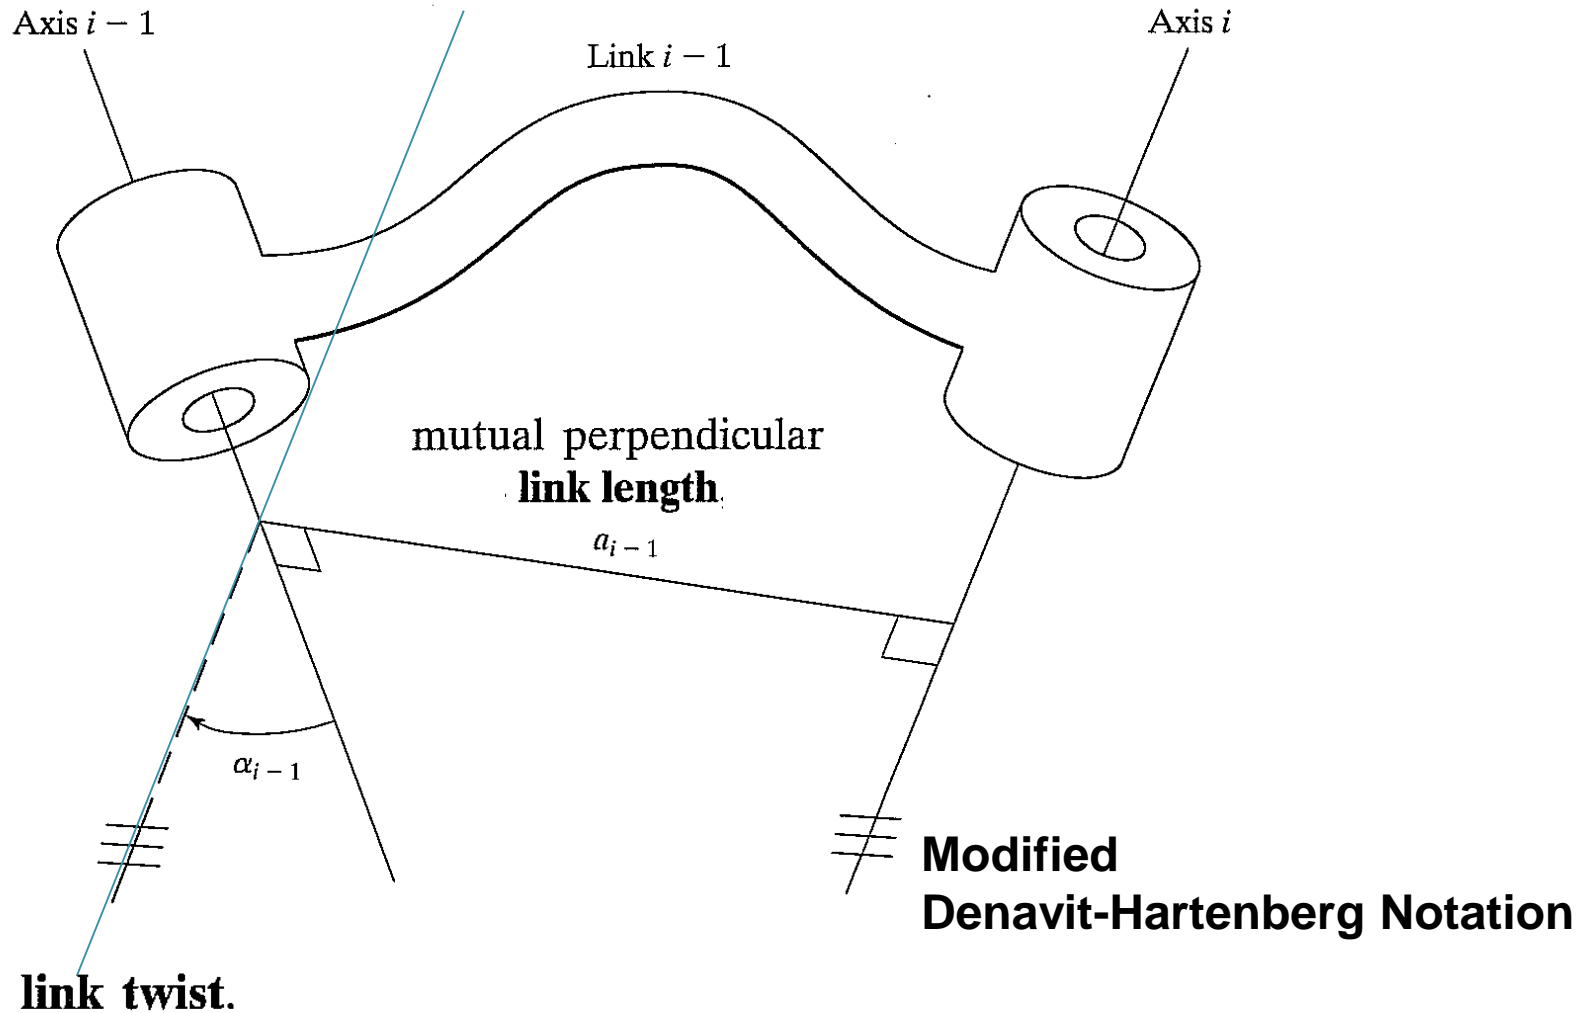 Axis i − 1
Link i − 1
Axis i
mutual perpendicular
link length.
a_{i − 1}
α_{i − 1}
Modified
Denavit-Hartenberg Notation
link twist.